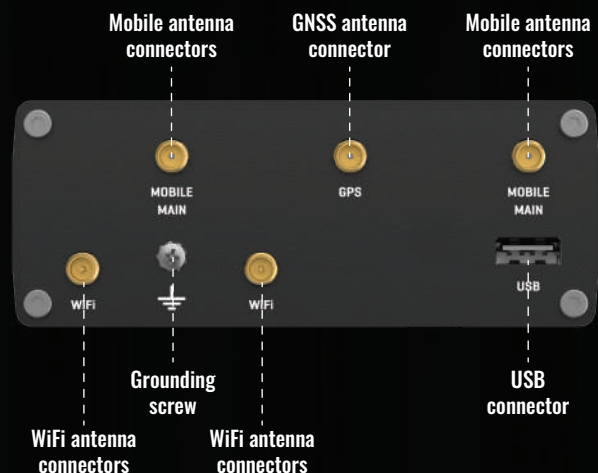 Mobile antenna
connectors
GNSS antenna
connector
Mobile antenna
connectors
MOBILE
MAIN
GPS
MOBILE
MAIN
WiFi
WiFi
USB
Grounding
screw
USB
connector
WiFi antenna
connectors
WiFi antenna
connectors